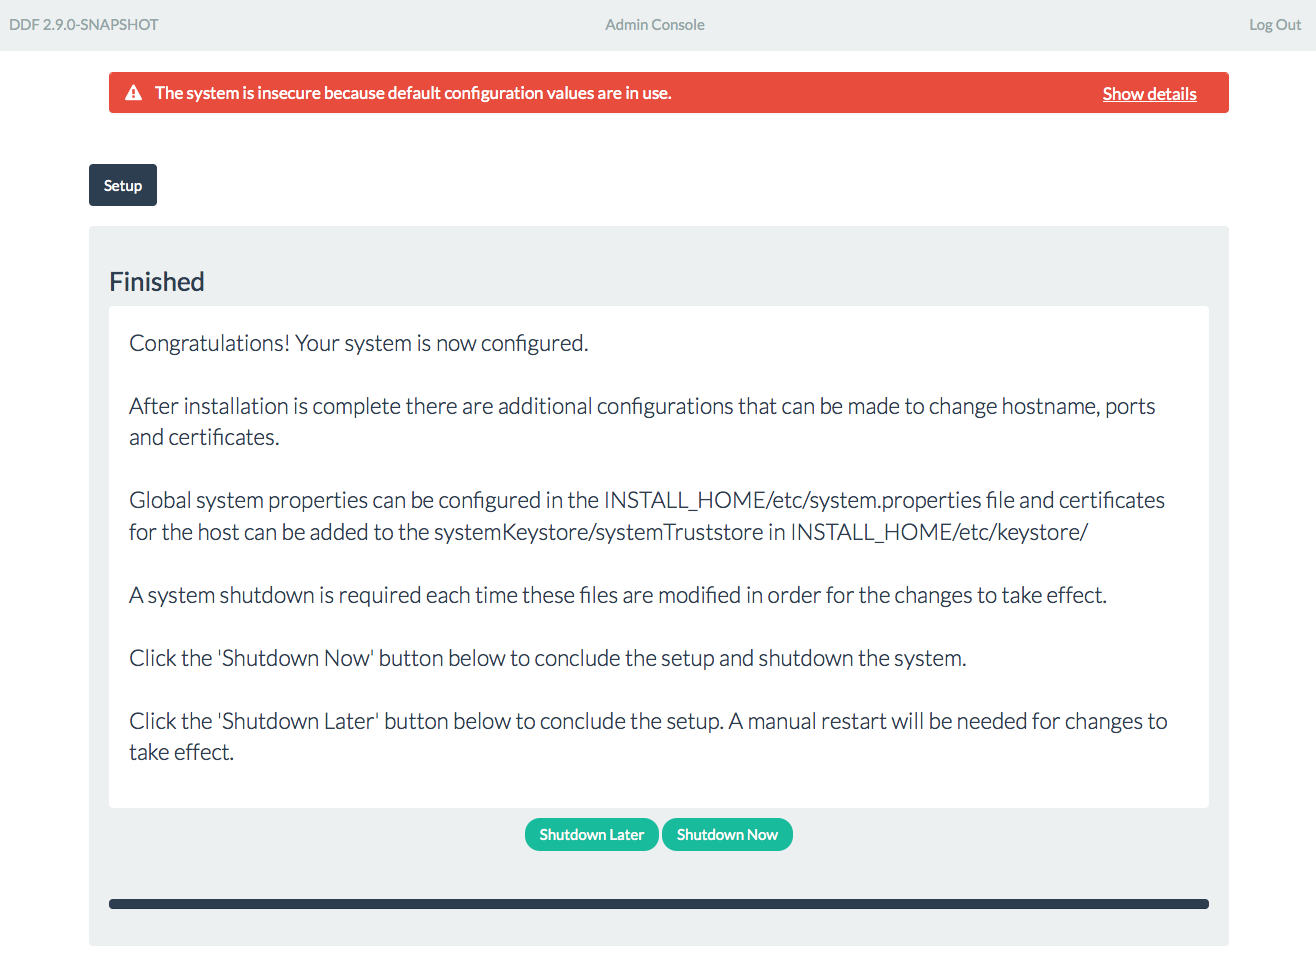 DDF 2.9.0-SNAPSHOT Admin Console Log Out
The system is insecure because default configuration values are in use. Show details
Setup
Finished
Congratulations! Your system is now configured.
After installation is complete there are additional configurations that can be made to change hostname, ports
and certificates.
Global system properties can be configured in the INSTALL_HOME/etc/system.properties file and certificates
for the host can be added to the systemKeystore/systemTruststore in INSTALL_HOME/etc/keystore/
A system shutdown is required each time these files are modified in order for the changes to take effect.
Click the 'Shutdown Now' button below to conclude the setup and shutdown the system.
Click the 'Shutdown Later' button below to conclude the setup. A manual restart will be needed for changes to
take effect.
Shutdown Later Shutdown Now